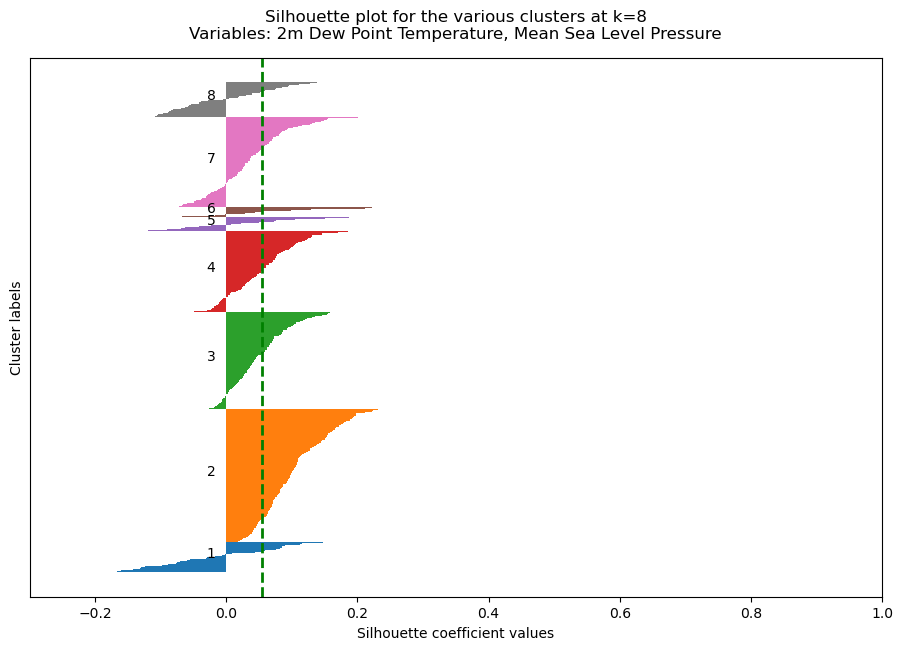 Silhouette plot for the various clusters at k=8
Variables: 2m Dew Point Temperature, Mean Sea Level Pressure
8
7
6
5
4
3
2
1
Cluster labels
−0.2 0.0 0.2 0.4 0.6 0.8 1.0
Silhouette coefficient values